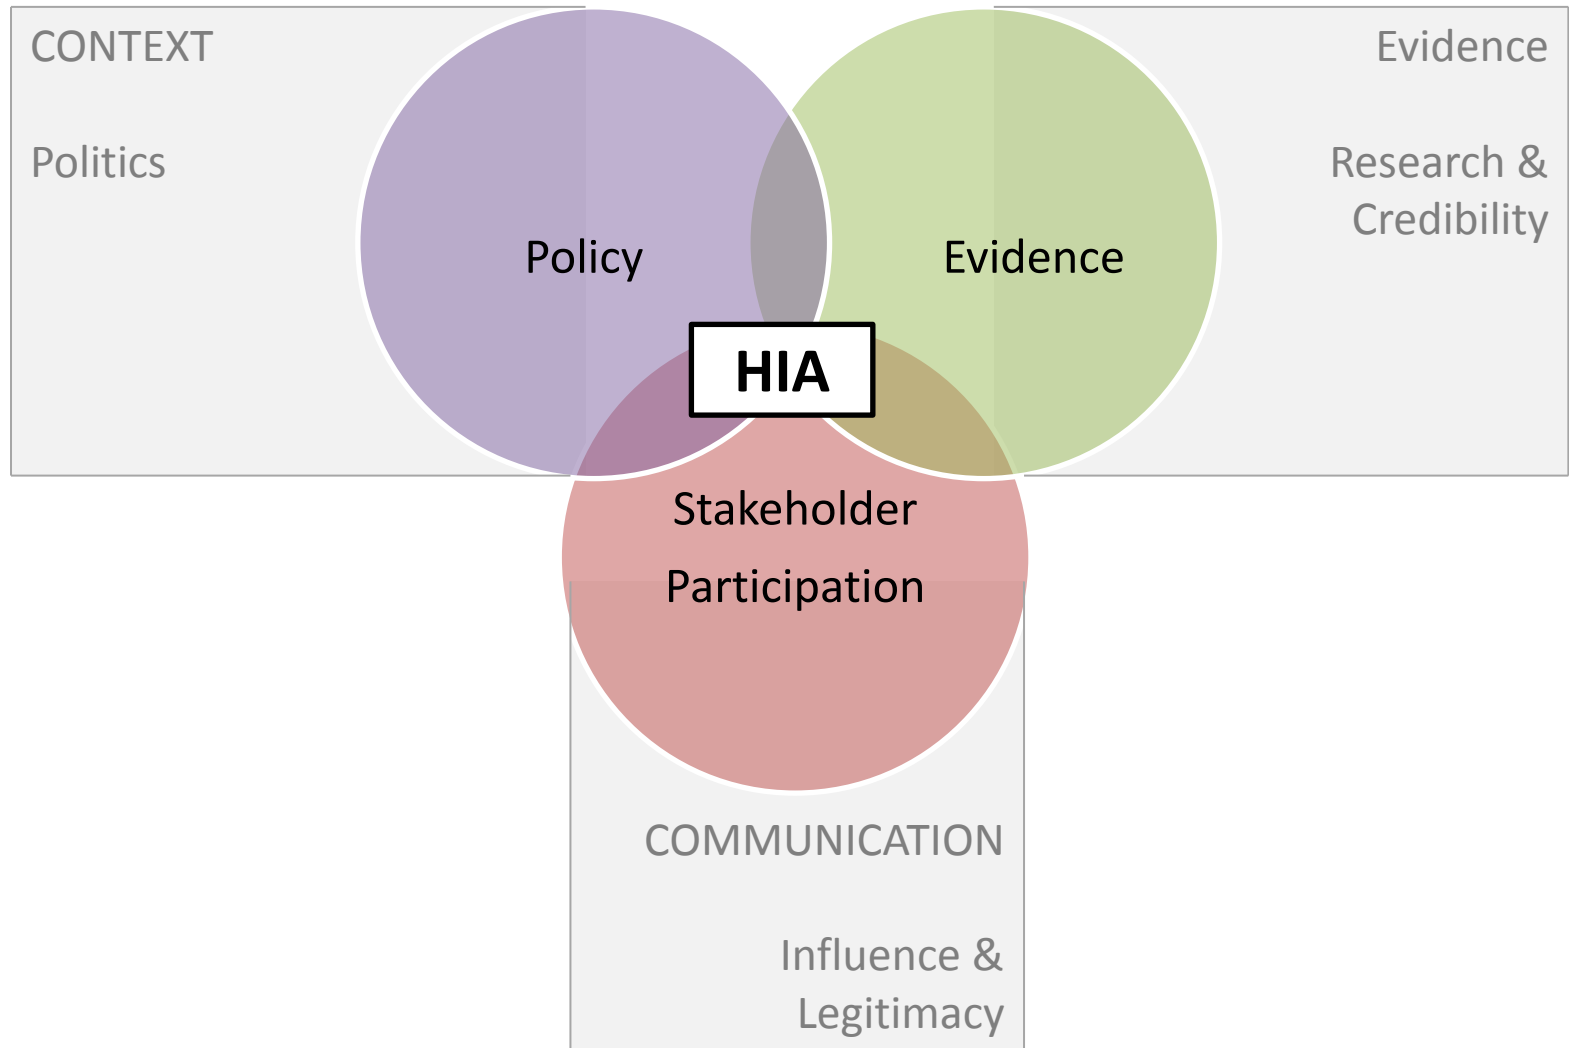 CONTEXT
Politics
Evidence
Research &
Credibility
Policy
Evidence
HIA
Stakeholder
Participation
COMMUNICATION
Influence &
Legitimacy